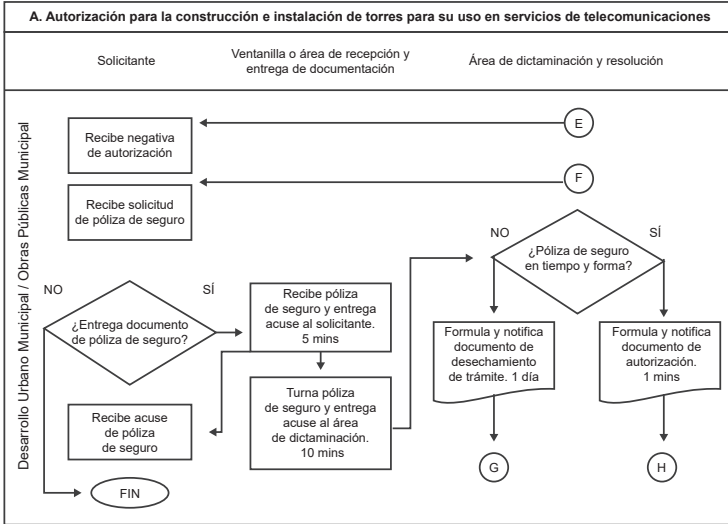 A. Autorización para la construcción e instalación de torres para su uso en servicios de telecomunicaciones
Solicitante
Ventanilla o área de recepción y
entrega de documentación
Área de dictaminación y resolución
Desarrollo Urbano Municipal / Obras Públicas Municipal
E
Recibe negativa
de autorización
F
Recibe solicitud
de póliza de seguro
NO
SÍ
¿Póliza de seguro
en tiempo y forma?
NO
SÍ
¿Entrega documento
de póliza de seguro?
Recibe póliza
de seguro y entrega
acuse al solicitante.
5 mins
Formula y notifica
documento de
desechamiento
de trámite. 1 día
Formula y notifica
documento de
autorización.
1 mins
Recibe acuse
de póliza
de seguro
Turna póliza
de seguro y entrega
acuse al área
de dictaminación.
10 mins
G
H
FIN